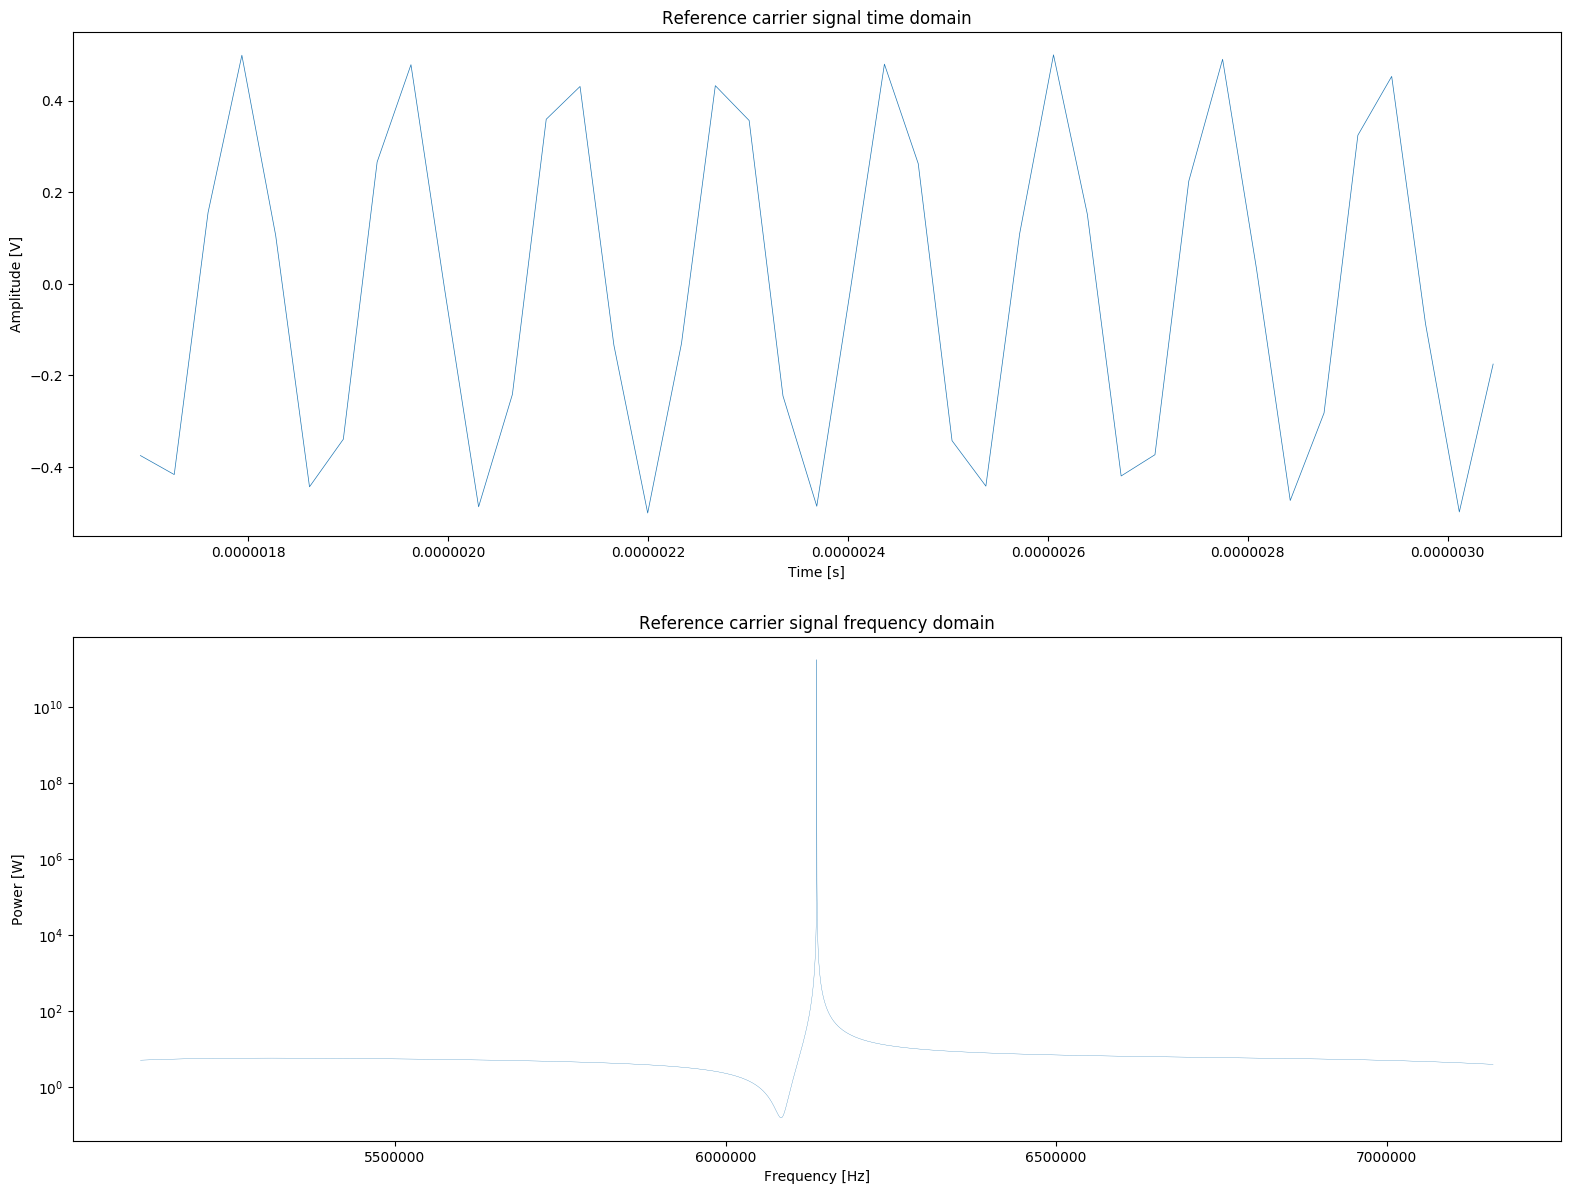 Reference carrier signal time domain
0.4
0.2
0.0
−0.2
−0.4
Amplitude [V]
0.0000018 0.0000020 0.0000022 0.0000024 0.0000026 0.0000028 0.0000030
Time [s]
Reference carrier signal frequency domain
10^10
10^8
10^6
10^4
10^2
10^0
Power [W]
5500000 6000000 6500000 7000000
Frequency [Hz]